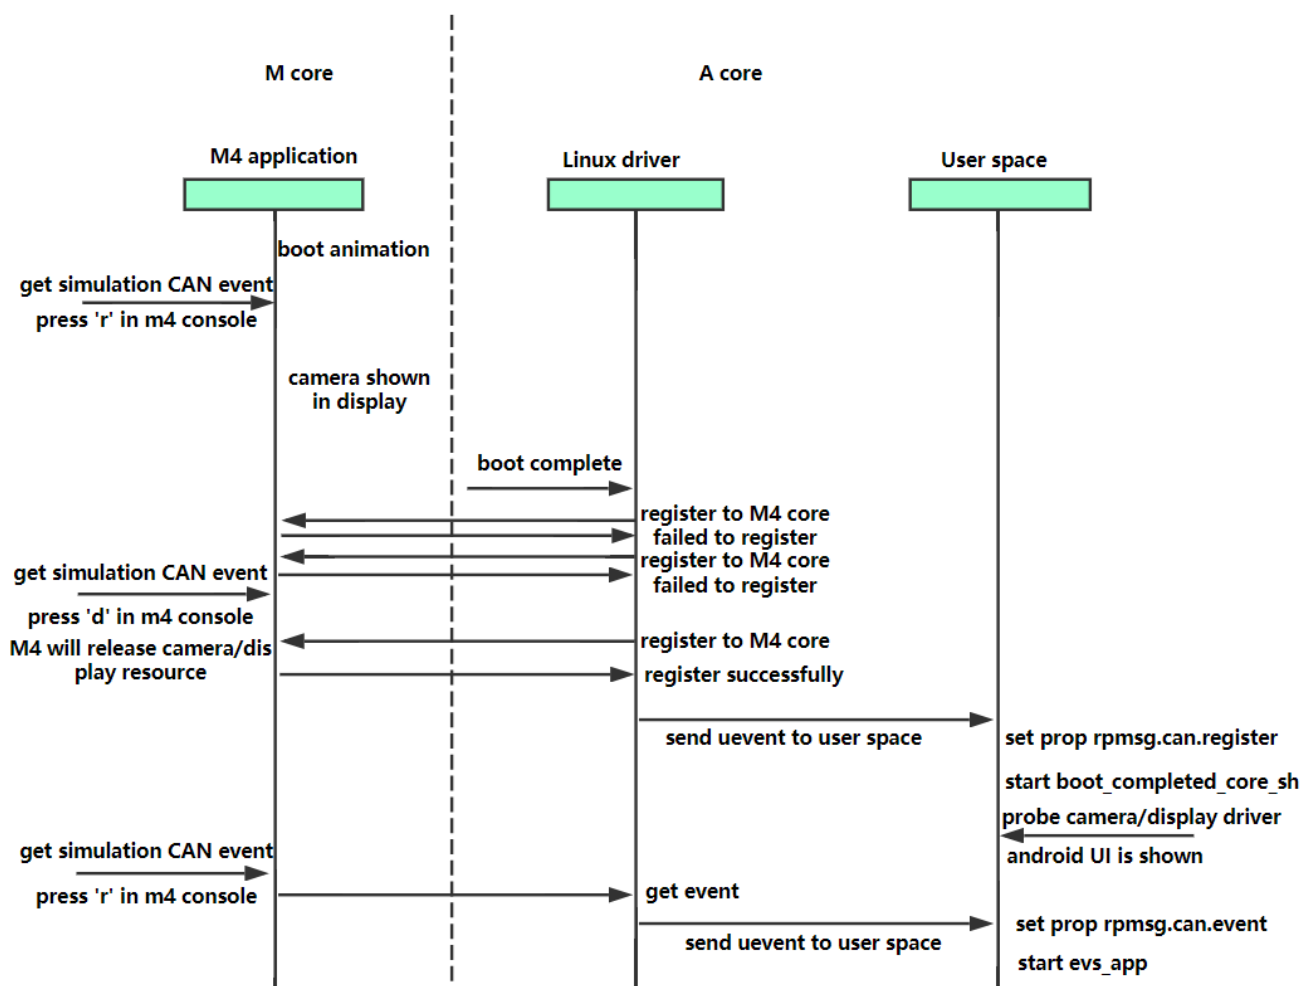 M core
A core
M4 application
Linux driver
User space
boot animation
get simulation CAN event
press 'r' in m4 console
camera shown
in display
boot complete
register to M4 core
failed to register
register to M4 core
get simulation CAN event
failed to register
press 'd' in m4 console
register to M4 core
M4 will release camera/dis
play resource
register successfully
send uevent to user space
set prop rpmsg.can.register
start boot_completed_core_sh
probe camera/display driver
get simulation CAN event
android UI is shown
press 'r' in m4 console
get event
set prop rpmsg.can.event
send uevent to user space
start evs_app